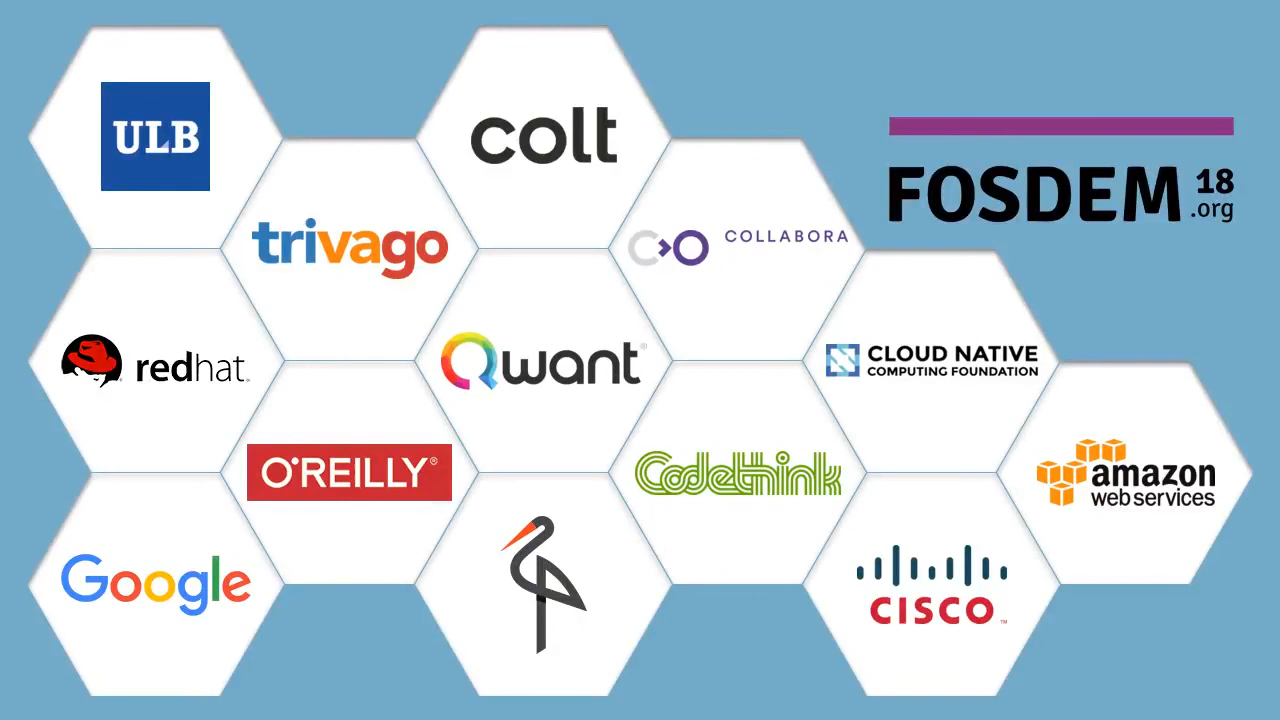 ULB
colt
FOSDEM 18
.org
trivago
COLLABORA
redhat.
Qwant®
CLOUD NATIVE
COMPUTING FOUNDATION
O'REILLY®
Codethink
amazon
web services
Google
CISCO™